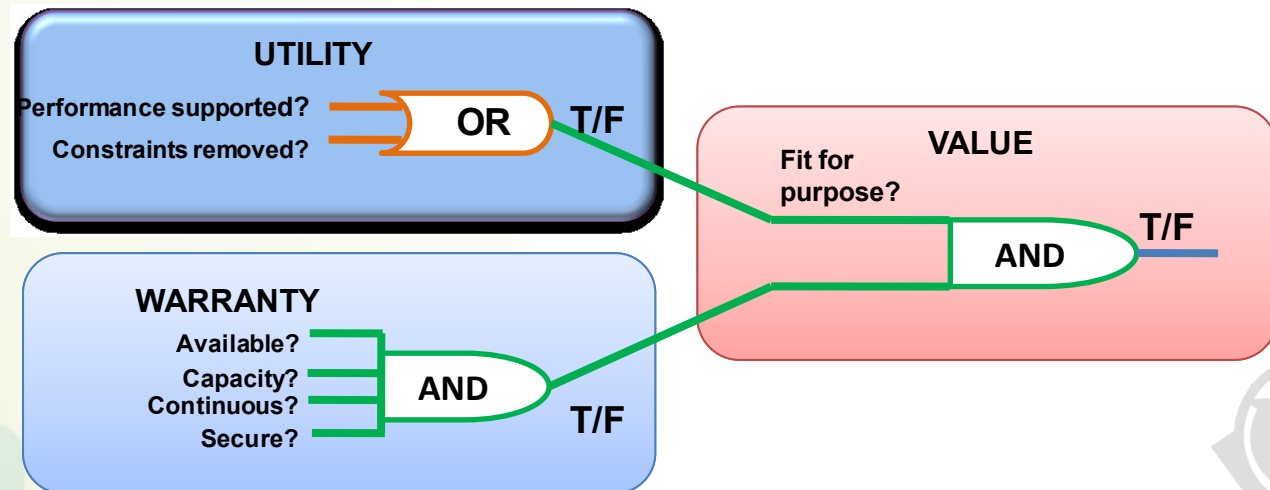 UTILITY
Performance supported?
Constraints removed?
OR
T/F
WARRANTY
Available?
Capacity?
Continuous?
Secure?
AND
T/F
VALUE
Fit for
purpose?
AND
T/F